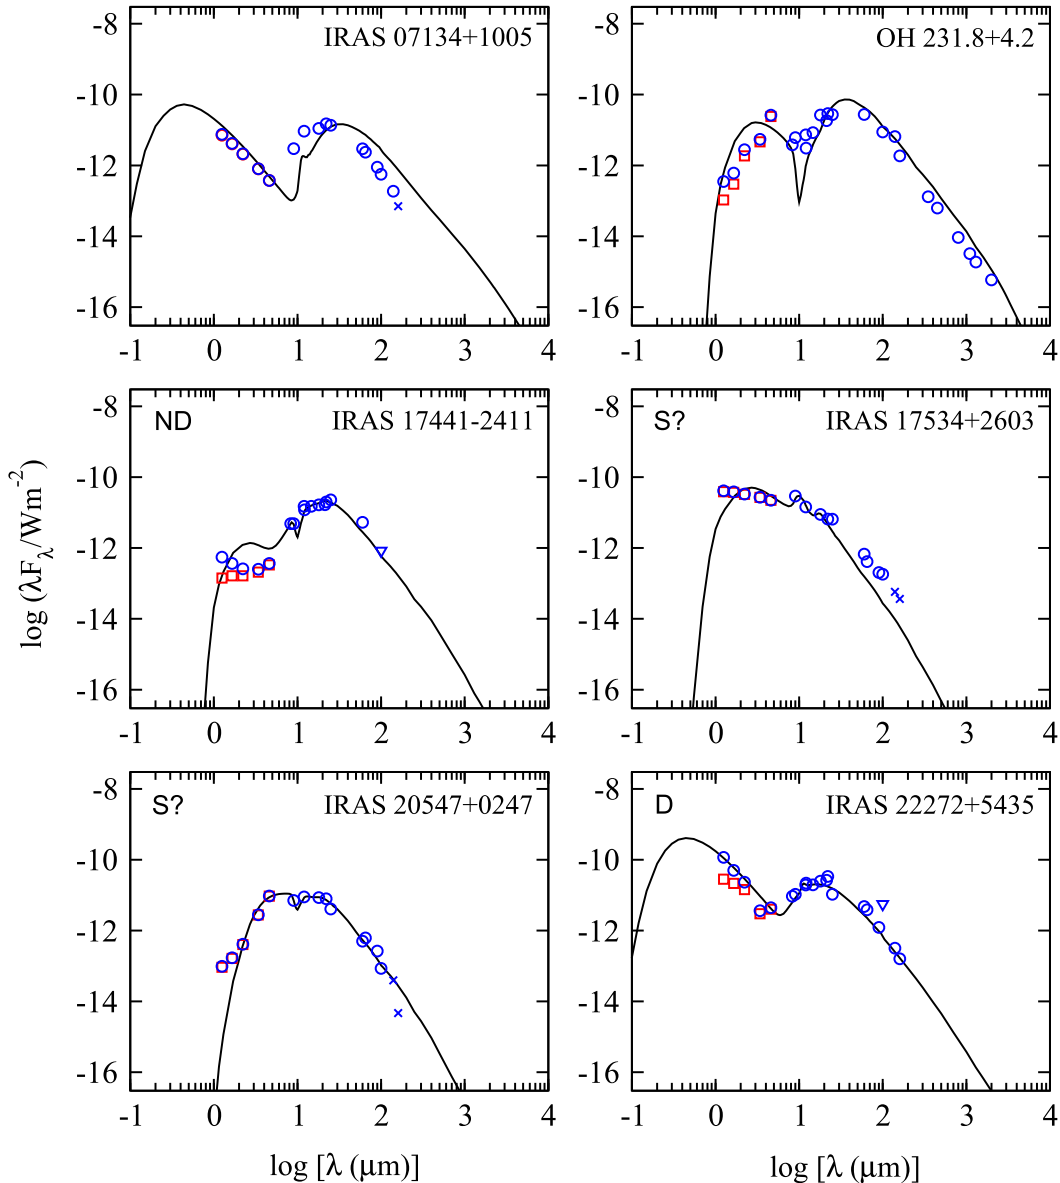 IRAS 07134+1005
-8
-10
-12
-14
-16
-1 0 1 2 3 4
OH 231.8+4.2
-8
-10
-12
-14
-16
-1 0 1 2 3 4
ND IRAS 17441-2411
-8
-10
-12
-14
-16
-1 0 1 2 3 4
S? IRAS 17534+2603
-8
-10
-12
-14
-16
-1 0 1 2 3 4
S? IRAS 20547+0247
-8
-10
-12
-14
-16
-1 0 1 2 3 4
D IRAS 22272+5435
-8
-10
-12
-14
-16
-1 0 1 2 3 4
log (λF_λ/Wm⁻²)
log [λ (μm)]
log [λ (μm)]